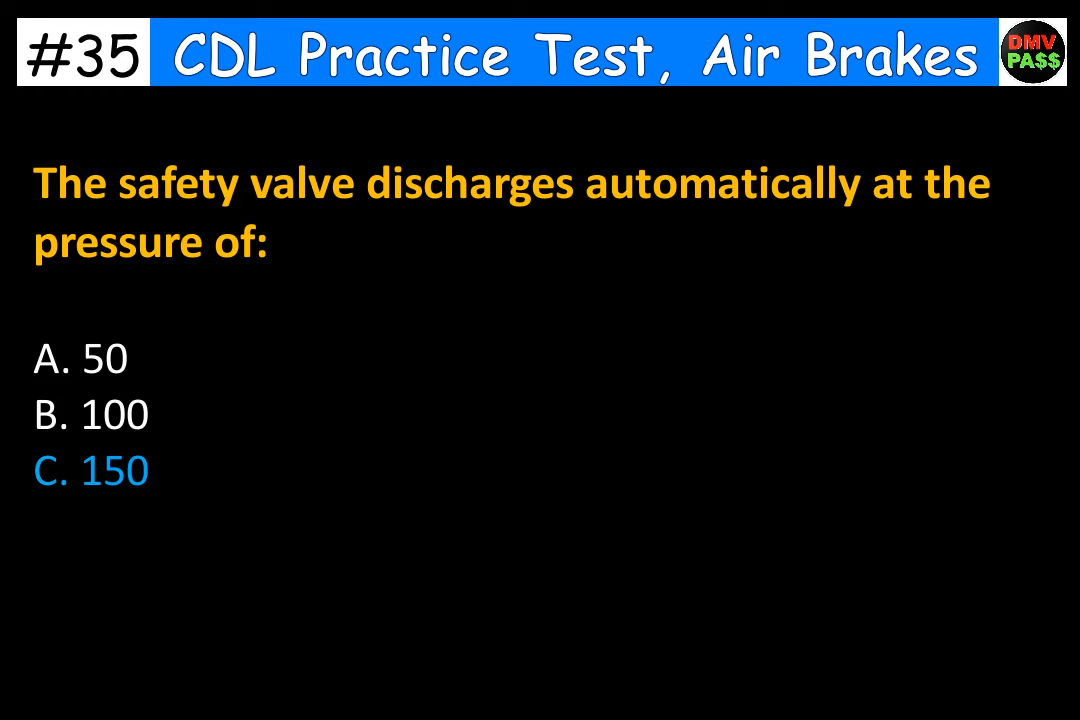 #35 CDL Practice Test, Air Brakes
DMV
PA$$
The safety valve discharges automatically at the
pressure of:
A. 50
B. 100
C. 150